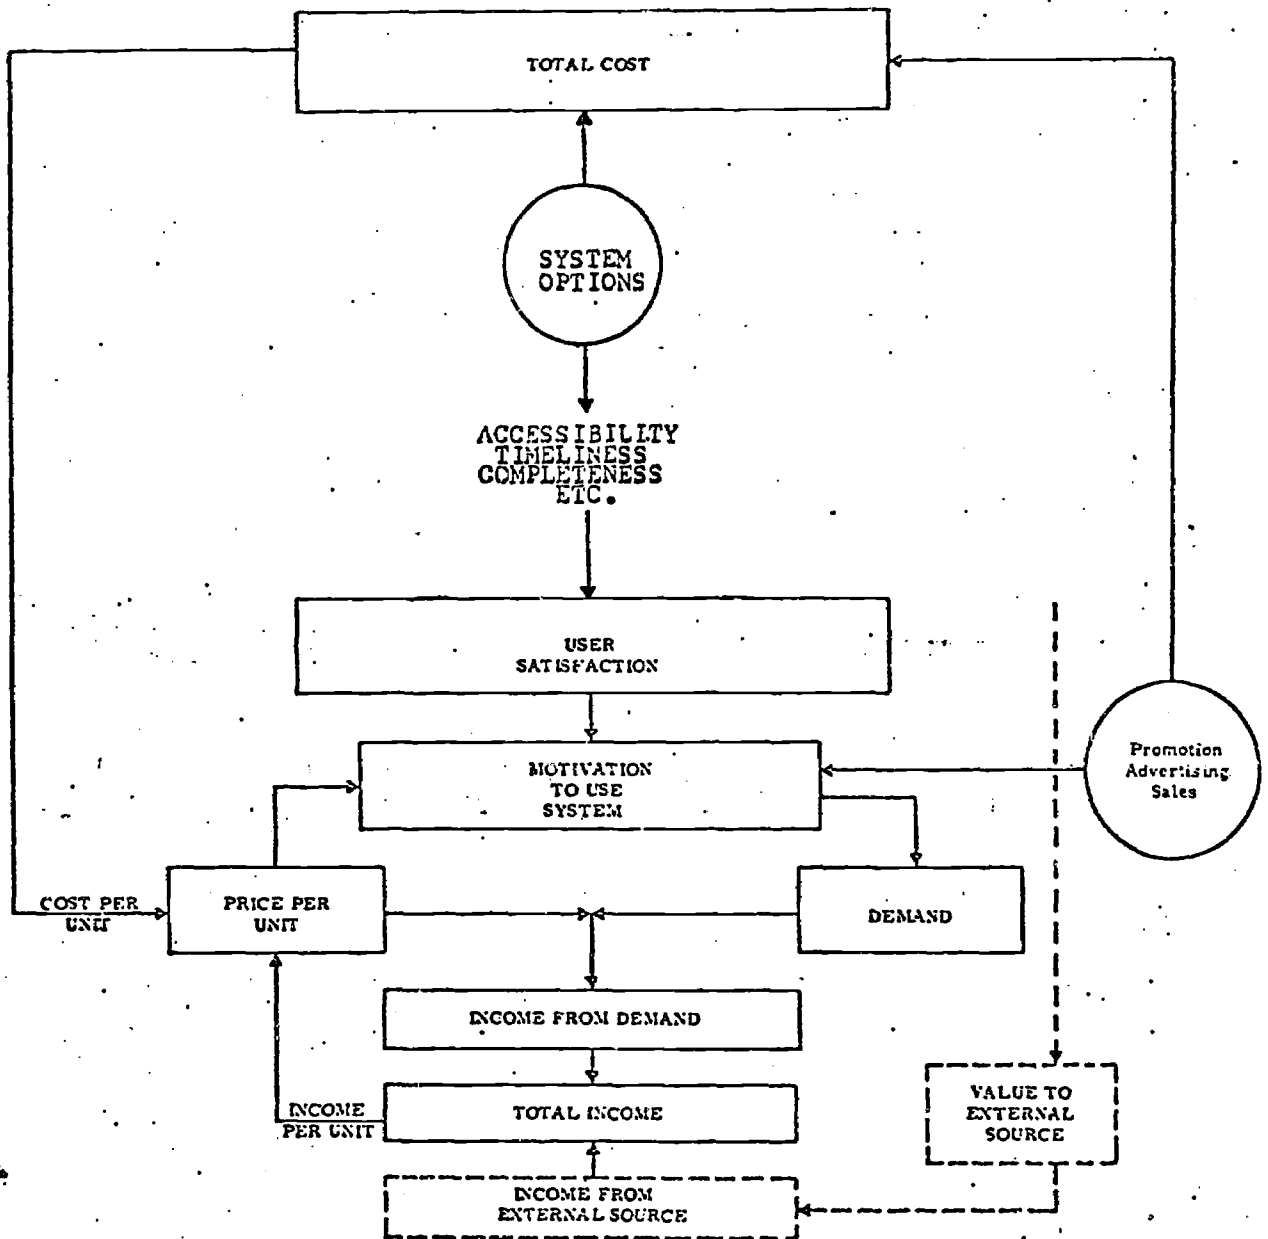 TOTAL COST
SYSTEM
OPTIONS
ACCESSIBILITY
TIMELINESS
COMPLETENESS
ETC.
USER
SATISFACTION
MOTIVATION
TO USE
SYSTEM
Promotion
Advertising
Sales
COST PER
UNIT
PRICE PER
UNIT
DEMAND
INCOME FROM DEMAND
INCOME
PER UNIT
TOTAL INCOME
VALUE TO
EXTERNAL
SOURCE
INCOME FROM
EXTERNAL SOURCE